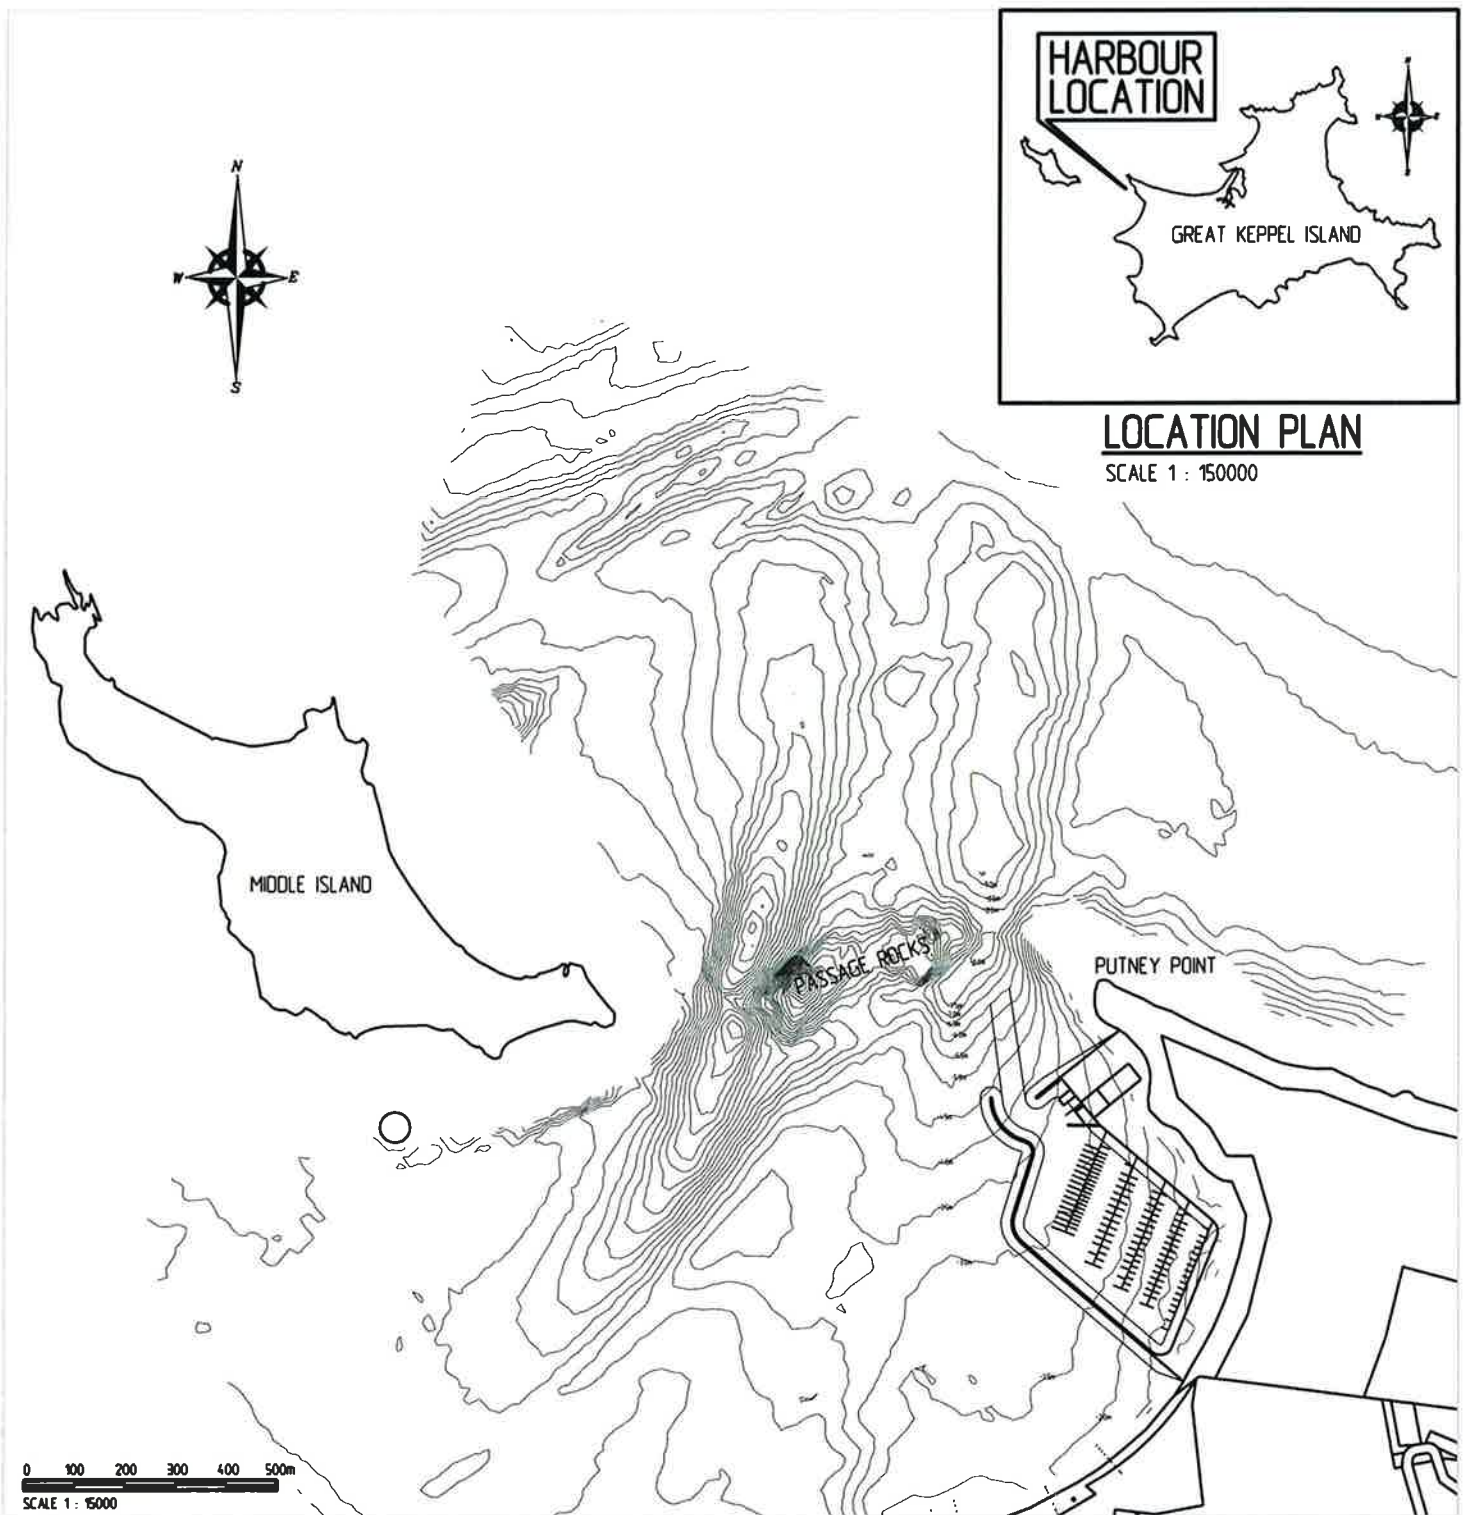 HARBOUR
LOCATION
GREAT KEPPEL ISLAND
LOCATION PLAN
SCALE 1 : 150000
N
W E
S
MIDDLE ISLAND
PASSAGE ROCKS
PUTNEY POINT
0 100 200 300 400 500m
SCALE 1 : 15000